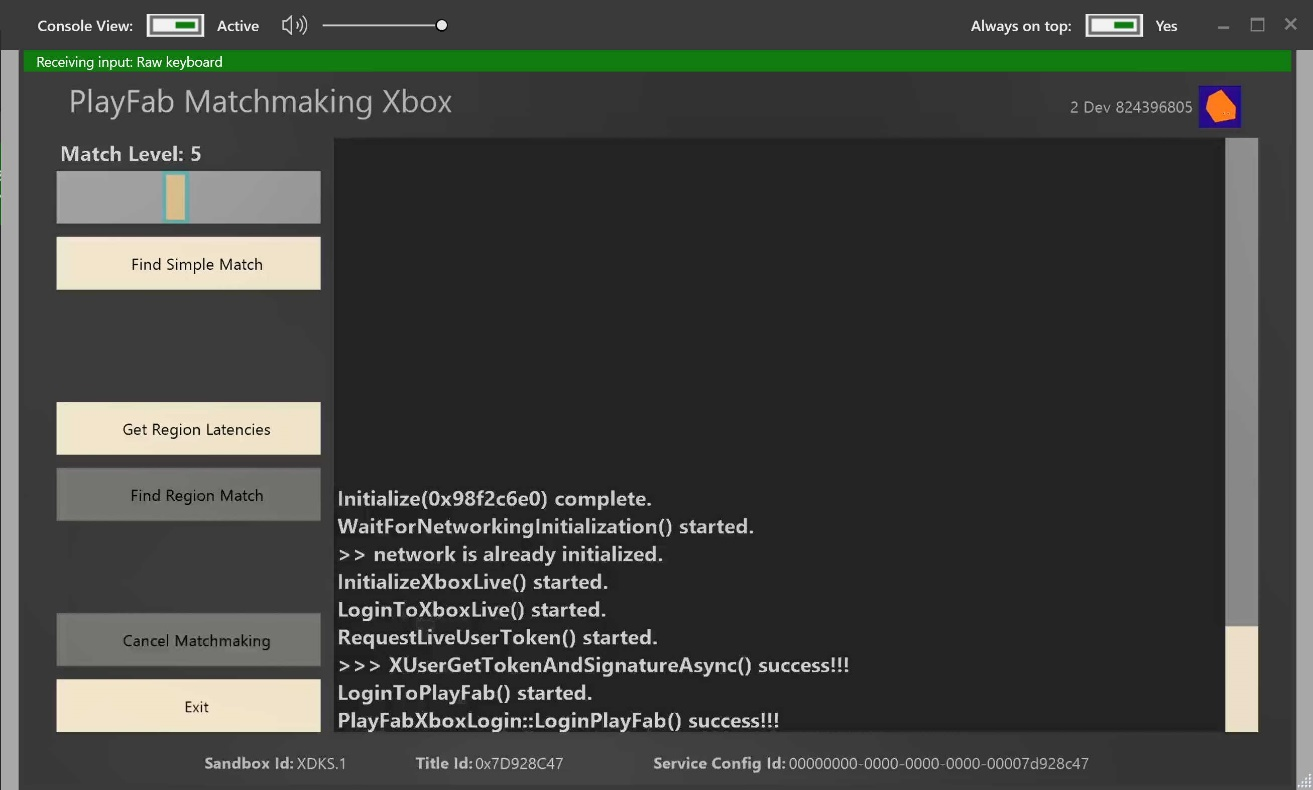 Console View: Active Always on top: Yes
Receiving input: Raw keyboard
PlayFab Matchmaking Xbox
2 Dev 824396805
Match Level: 5
Find Simple Match
Get Region Latencies
Find Region Match
Cancel Matchmaking
Exit
Initialize(0x98f2c6e0) complete.
WaitForNetworkingInitialization() started.
>> network is already initialized.
InitializeXboxLive() started.
LoginToXboxLive() started.
RequestLiveUserToken() started.
>>> XUserGetTokenAndSignatureAsync() success!!!
LoginToPlayFab() started.
PlayFabXboxLogin::LoginPlayFab() success!!!
Sandbox Id: XDKS.1 Title Id: 0x7D928C47 Service Config Id: 00000000-0000-0000-0000-00007d928c47